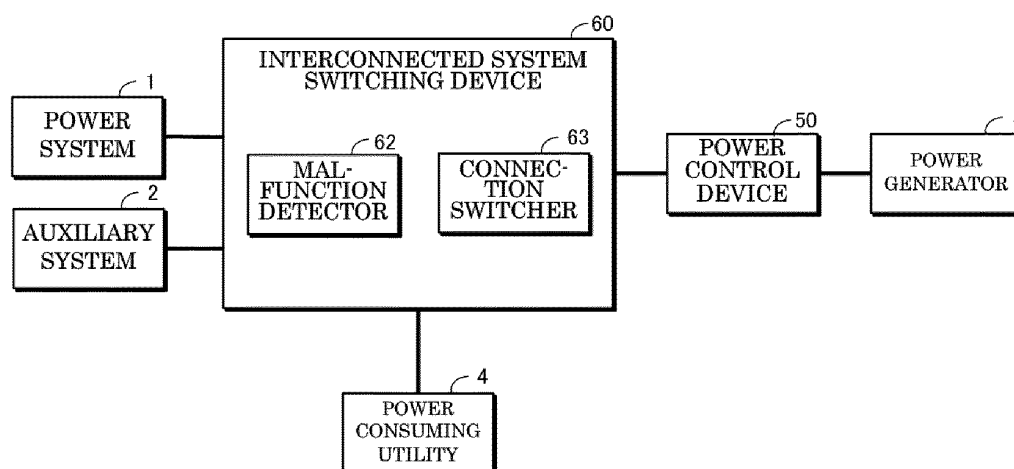 60
INTERCONNECTED SYSTEM
SWITCHING DEVICE
1
POWER
SYSTEM
62
MAL-
FUNCTION
DETECTOR
63
CONNEC-
TION
SWITCHER
50
POWER
CONTROL
DEVICE
POWER
GENERATOR
2
AUXILIARY
SYSTEM
4
POWER
CONSUMING
UTILITY